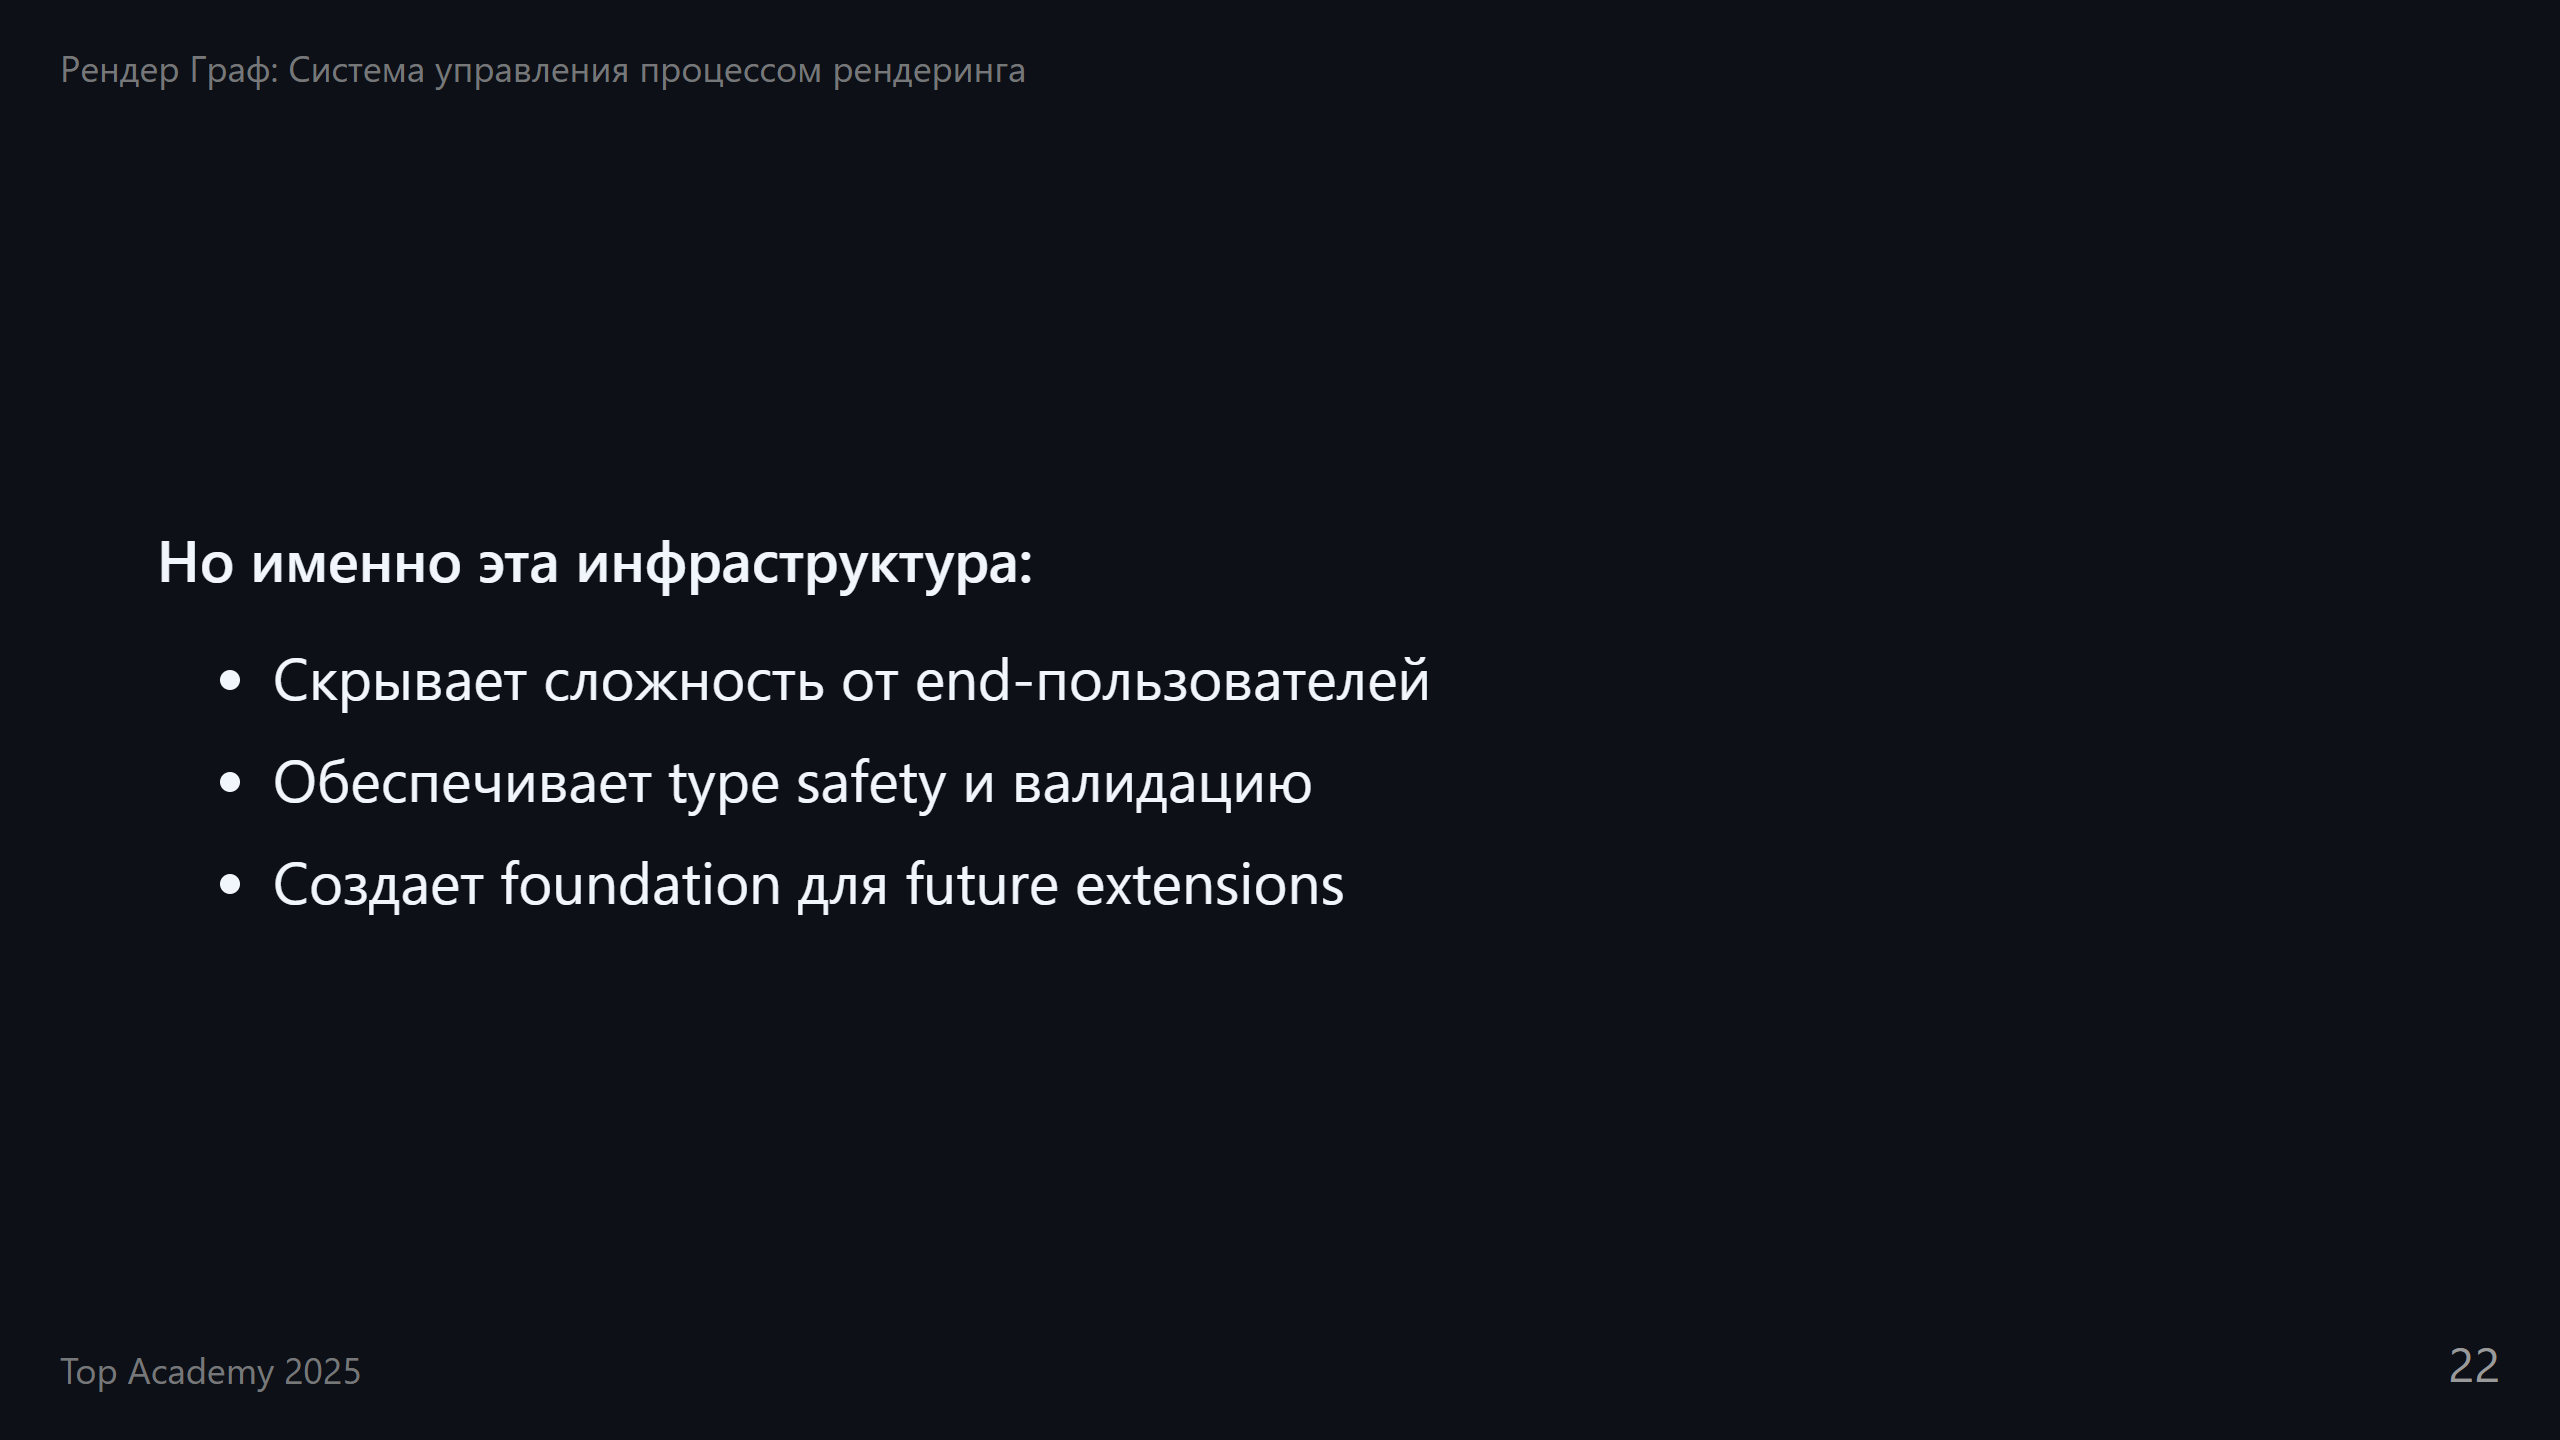 Рендер Граф: Система управления процессом рендеринга
Но именно эта инфраструктура:
• Скрывает сложность от end-пользователей
• Обеспечивает type safety и валидацию
• Создает foundation для future extensions
Top Academy 2025
22